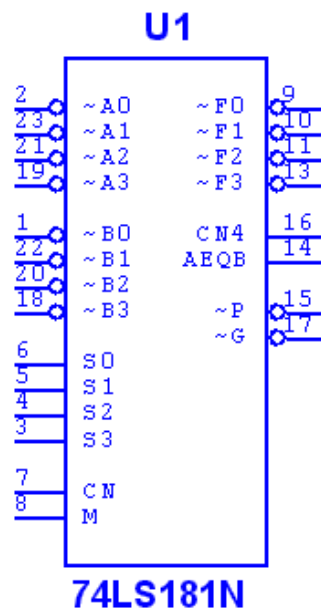 U1
2 ~A0 ~F0 9
23 ~A1 ~F1 10
21 ~A2 ~F2 11
19 ~A3 ~F3 13
1 ~B0 CN4 16
22 ~B1 AEQB 14
20 ~B2
18 ~B3 ~P 15
~G 17
6 S0
5 S1
4 S2
3 S3
7 CN
8 M
74LS181N